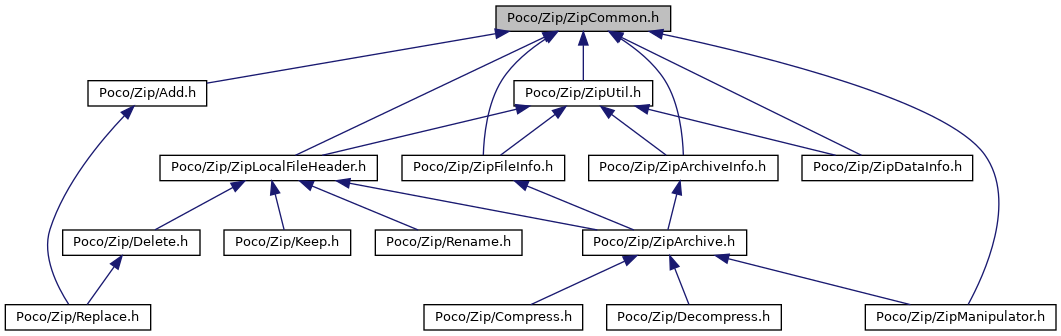 Poco/Zip/ZipCommon.h
Poco/Zip/Add.h
Poco/Zip/ZipUtil.h
Poco/Zip/ZipLocalFileHeader.h
Poco/Zip/ZipFileInfo.h
Poco/Zip/ZipArchiveInfo.h
Poco/Zip/ZipDataInfo.h
Poco/Zip/Delete.h
Poco/Zip/Keep.h
Poco/Zip/Rename.h
Poco/Zip/ZipArchive.h
Poco/Zip/Replace.h
Poco/Zip/Compress.h
Poco/Zip/Decompress.h
Poco/Zip/ZipManipulator.h